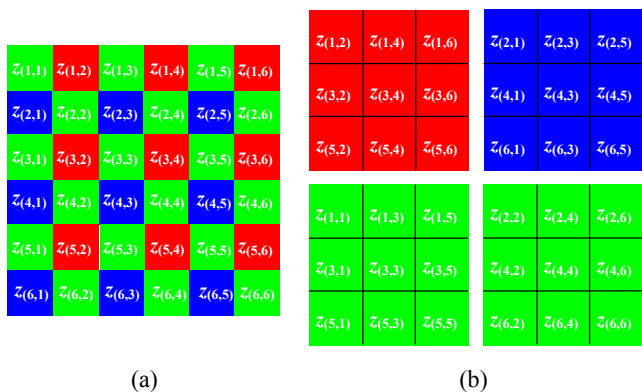 z(1,1) z(1,2) z(1,3) z(1,4) z(1,5) z(1,6)
z(2,1) z(2,2) z(2,3) z(2,4) z(2,5) z(2,6)
z(3,1) z(3,2) z(3,3) z(3,4) z(3,5) z(3,6)
z(4,1) z(4,2) z(4,3) z(4,4) z(4,5) z(4,6)
z(5,1) z(5,2) z(5,3) z(5,4) z(5,5) z(5,6)
z(6,1) z(6,2) z(6,3) z(6,4) z(6,5) z(6,6)
(a)
z(1,2) z(1,4) z(1,6)
z(3,2) z(3,4) z(3,6)
z(5,2) z(5,4) z(5,6)
z(2,1) z(2,3) z(2,5)
z(4,1) z(4,3) z(4,5)
z(6,1) z(6,3) z(6,5)
z(1,1) z(1,3) z(1,5)
z(3,1) z(3,3) z(3,5)
z(5,1) z(5,3) z(5,5)
z(2,2) z(2,4) z(2,6)
z(4,2) z(4,4) z(4,6)
z(6,2) z(6,4) z(6,6)
(b)